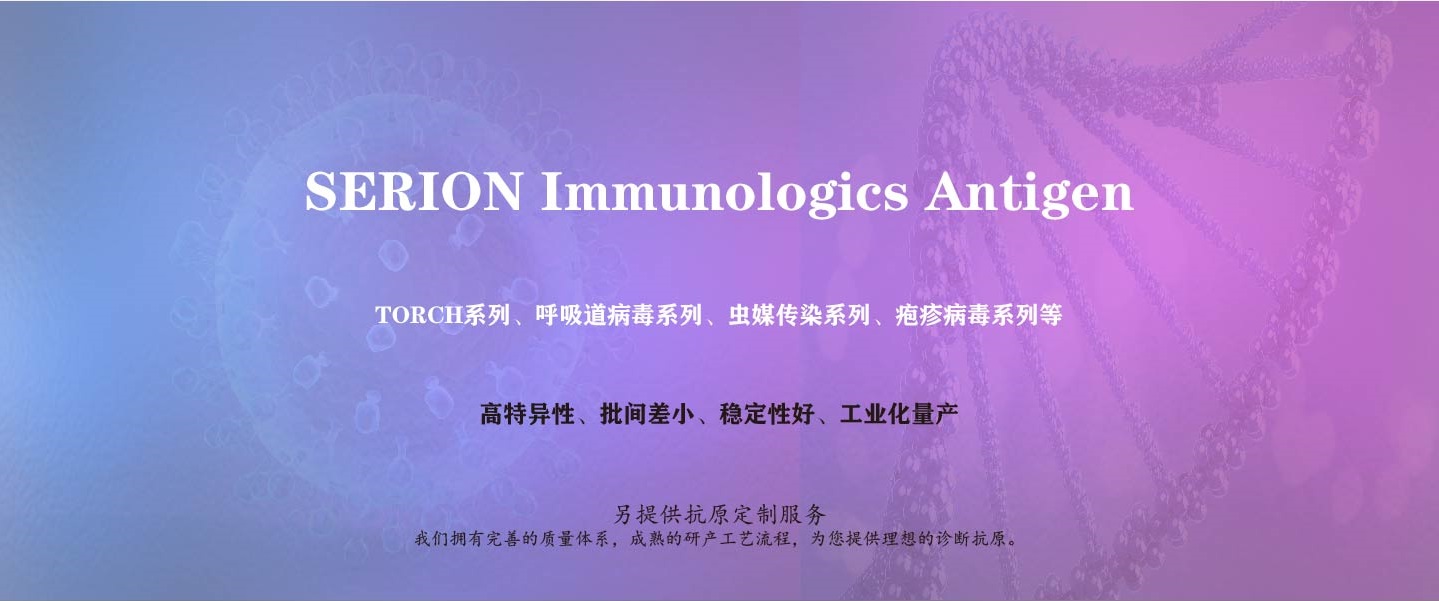 SERION Immunologics Antigen
TORCH系列、呼吸道病毒系列、虫媒传染系列、疱疹病毒系列等
高特异性、批间差小、稳定性好、工业化量产
另提供抗原定制服务
我们拥有完善的质量体系，成熟的研产工艺流程，为您提供理想的诊断抗原。